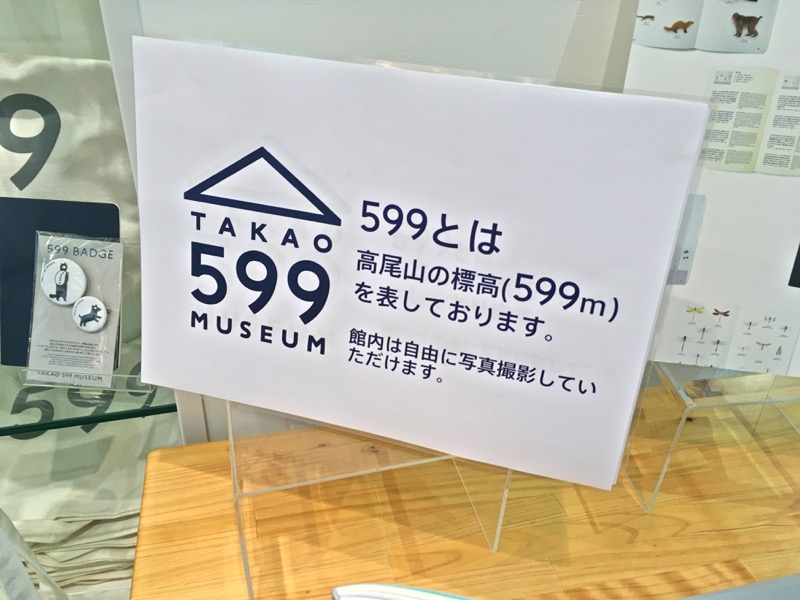 TAKAO
599
MUSEUM
599とは
高尾山の標高(599m)
を表しております。
館内は自由に写真撮影してい
ただけます。
9
599 BADGE
TAKAO 599 MUSEUM
599